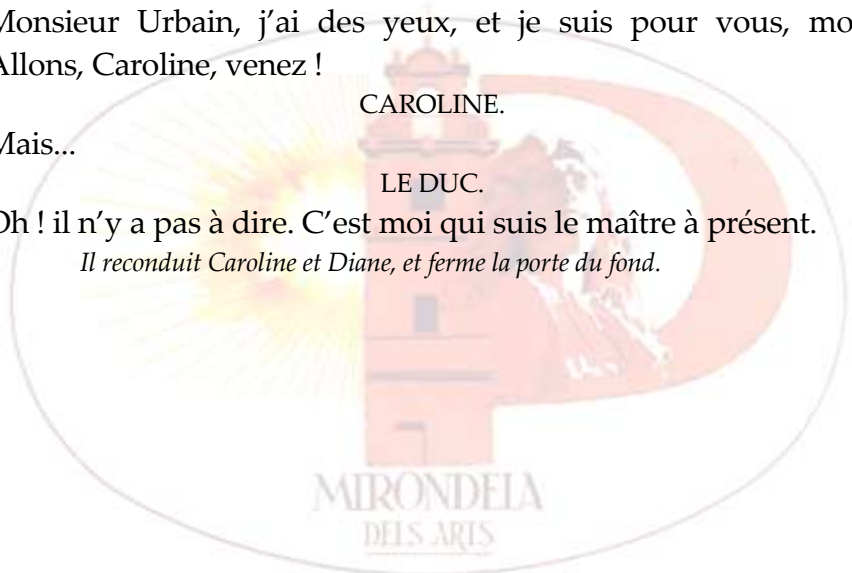 Monsieur Urbain, j’ai des yeux, et je suis pour vous, mo
Allons, Caroline, venez !
CAROLINE.
Mais...
LE DUC.
Oh ! il n’y a pas à dire. C’est moi qui suis le maître à présent.
Il reconduit Caroline et Diane, et ferme la porte du fond.
MIRONDELA
DELS ARTS